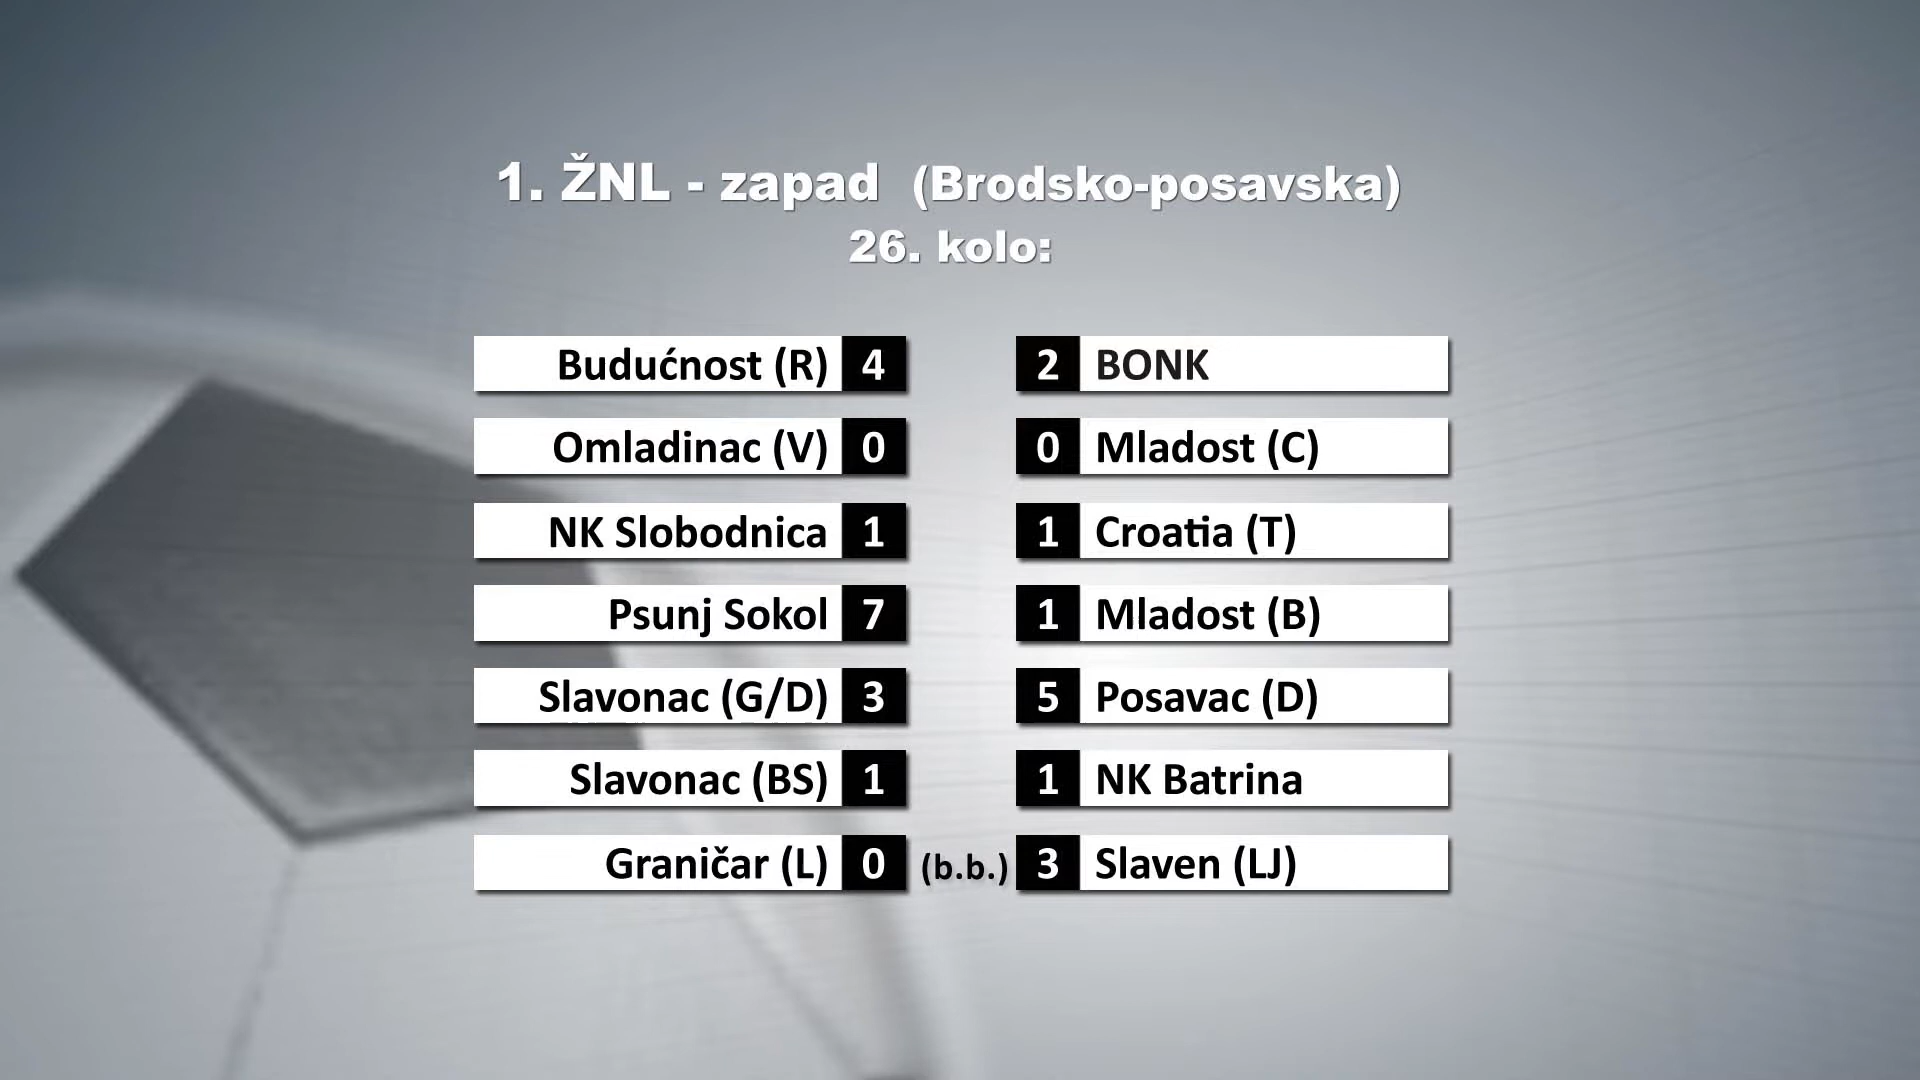 1. ŽNL - zapad (Brodsko-posavska)
26. kolo:
Budućnost (R) 4 2 BONK
Omladinac (V) 0 0 Mladost (C)
NK Slobodnica 1 1 Croatia (T)
Psunj Sokol 7 1 Mladost (B)
Slavonac (G/D) 3 5 Posavac (D)
Slavonac (BS) 1 1 NK Batrina
Graničar (L) 0 (b.b.) 3 Slaven (LJ)